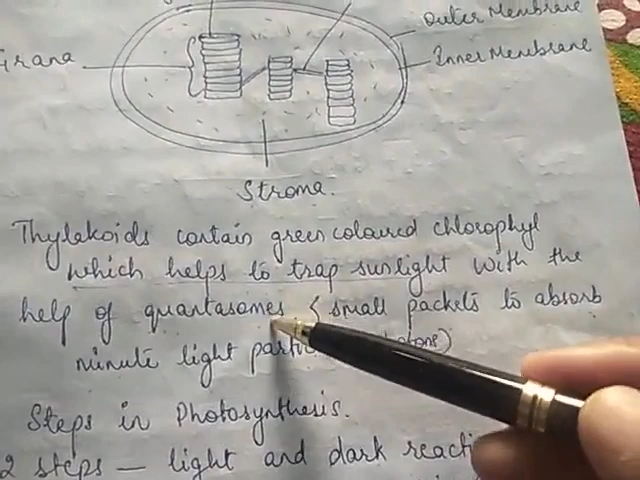 Outer Membrane
Grana
Inner Membrane
Stroma.
Thylakoids contain green coloured chlorophyl
which helps to trap sunlight with the
help of quantasomes (small packets to absorb
minute light
Steps in Photosynthesis.
2 steps — light and dark